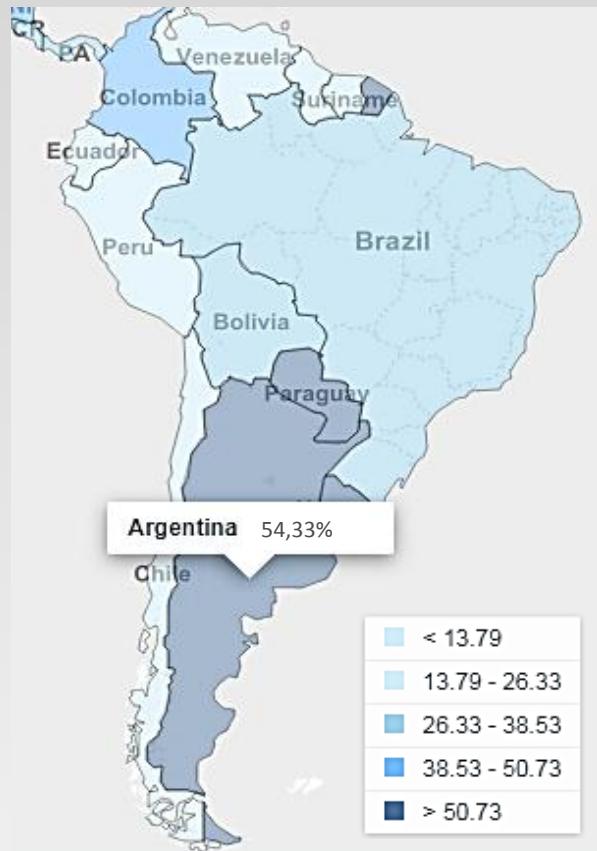 CR
PA
Venezuela
Colombia
Suriname
Ecuador
Peru
Brazil
Bolivia
Paraguay
Argentina 54,33%
Chile
< 13.79
13.79 - 26.33
26.33 - 38.53
38.53 - 50.73
> 50.73